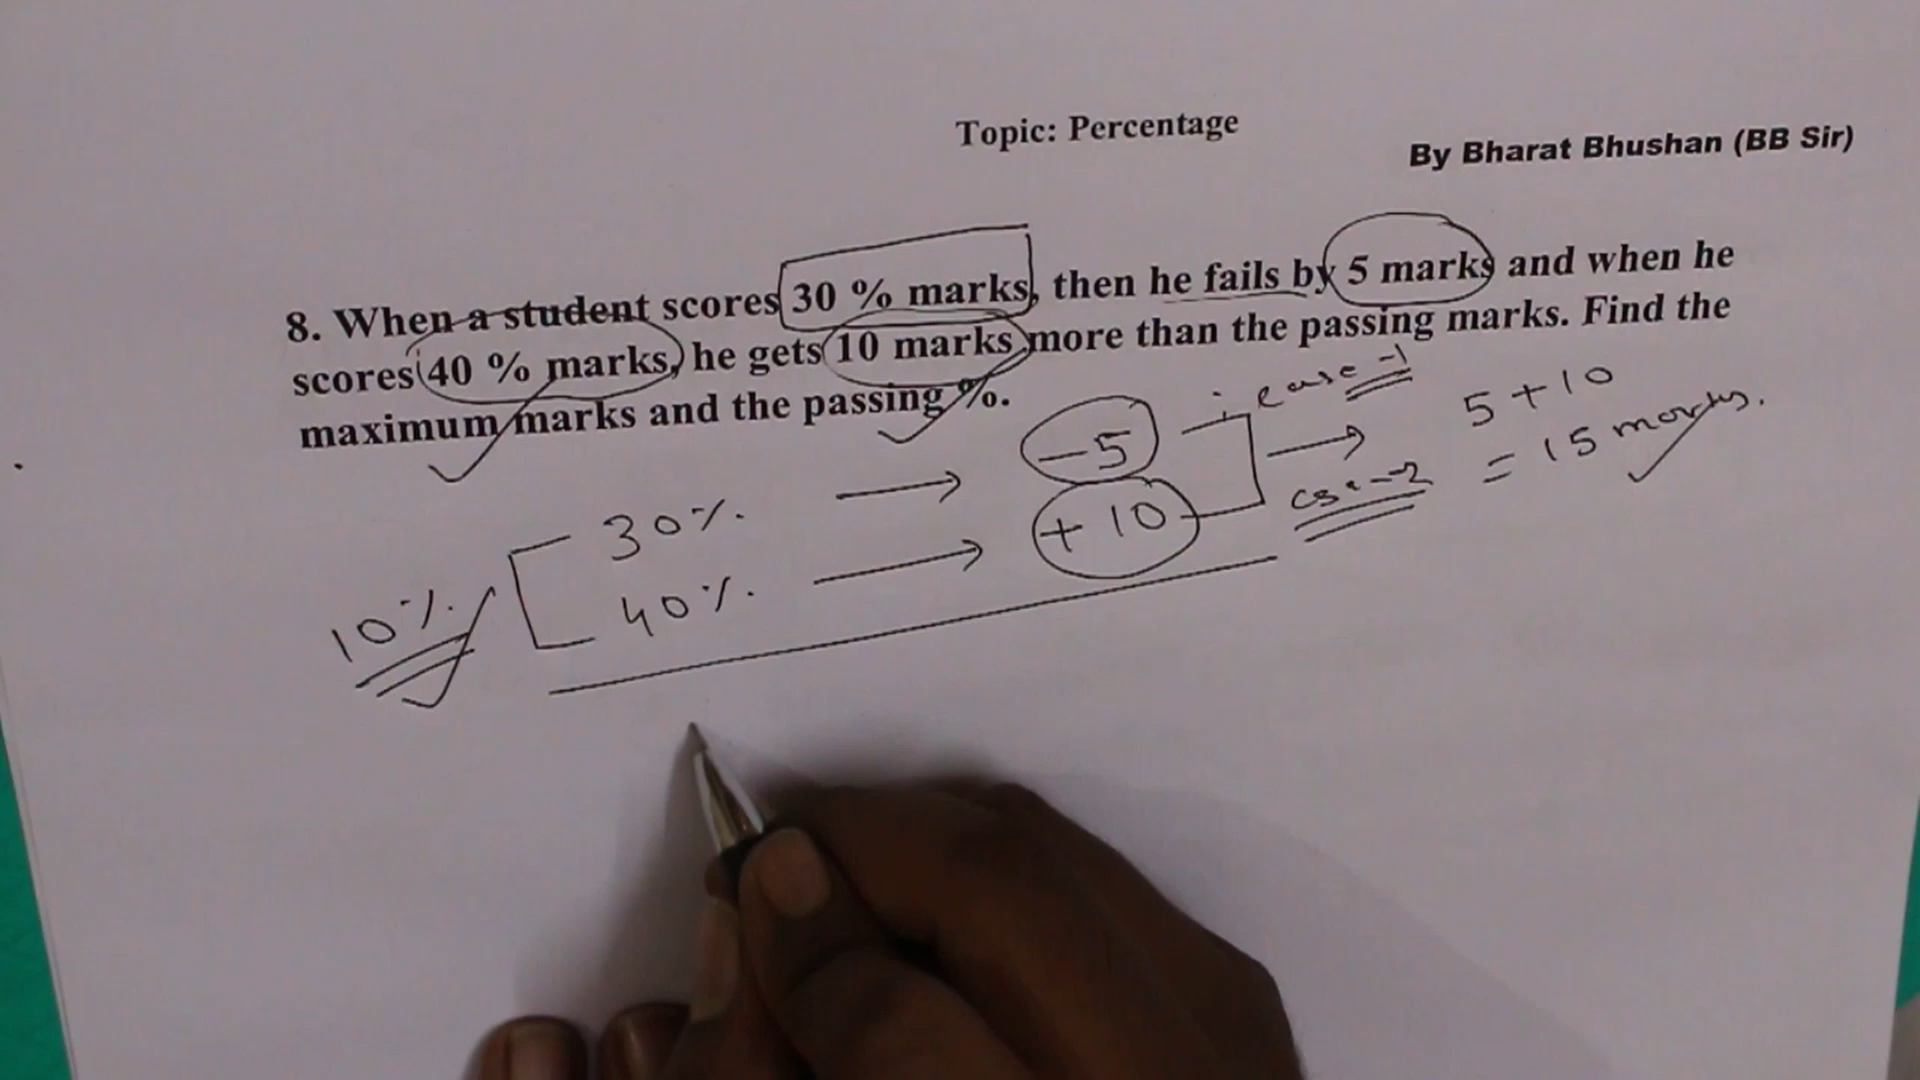 Topic: Percentage
By Bharat Bhushan (BB Sir)
8. When a student scores 30 % marks, then he fails by 5 marks and when he
scores 40 % marks, he gets 10 marks more than the passing marks. Find the
maximum marks and the passing %.
30% → -5 case-1
40% → +10
10%
→ 5+10
= 15 marks.